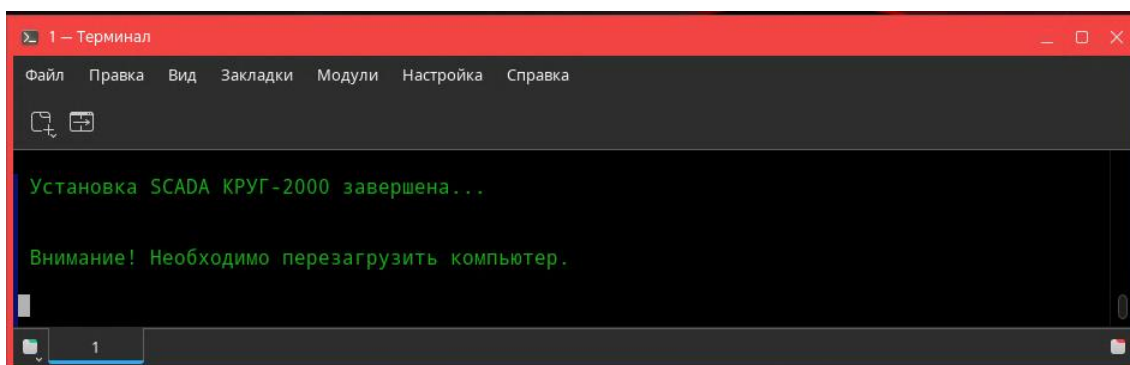 1 — Терминал
Файл Правка Вид Закладки Модули Настройка Справка
Установка SCADA КРУГ-2000 завершена...
Внимание! Необходимо перезагрузить компьютер.
1